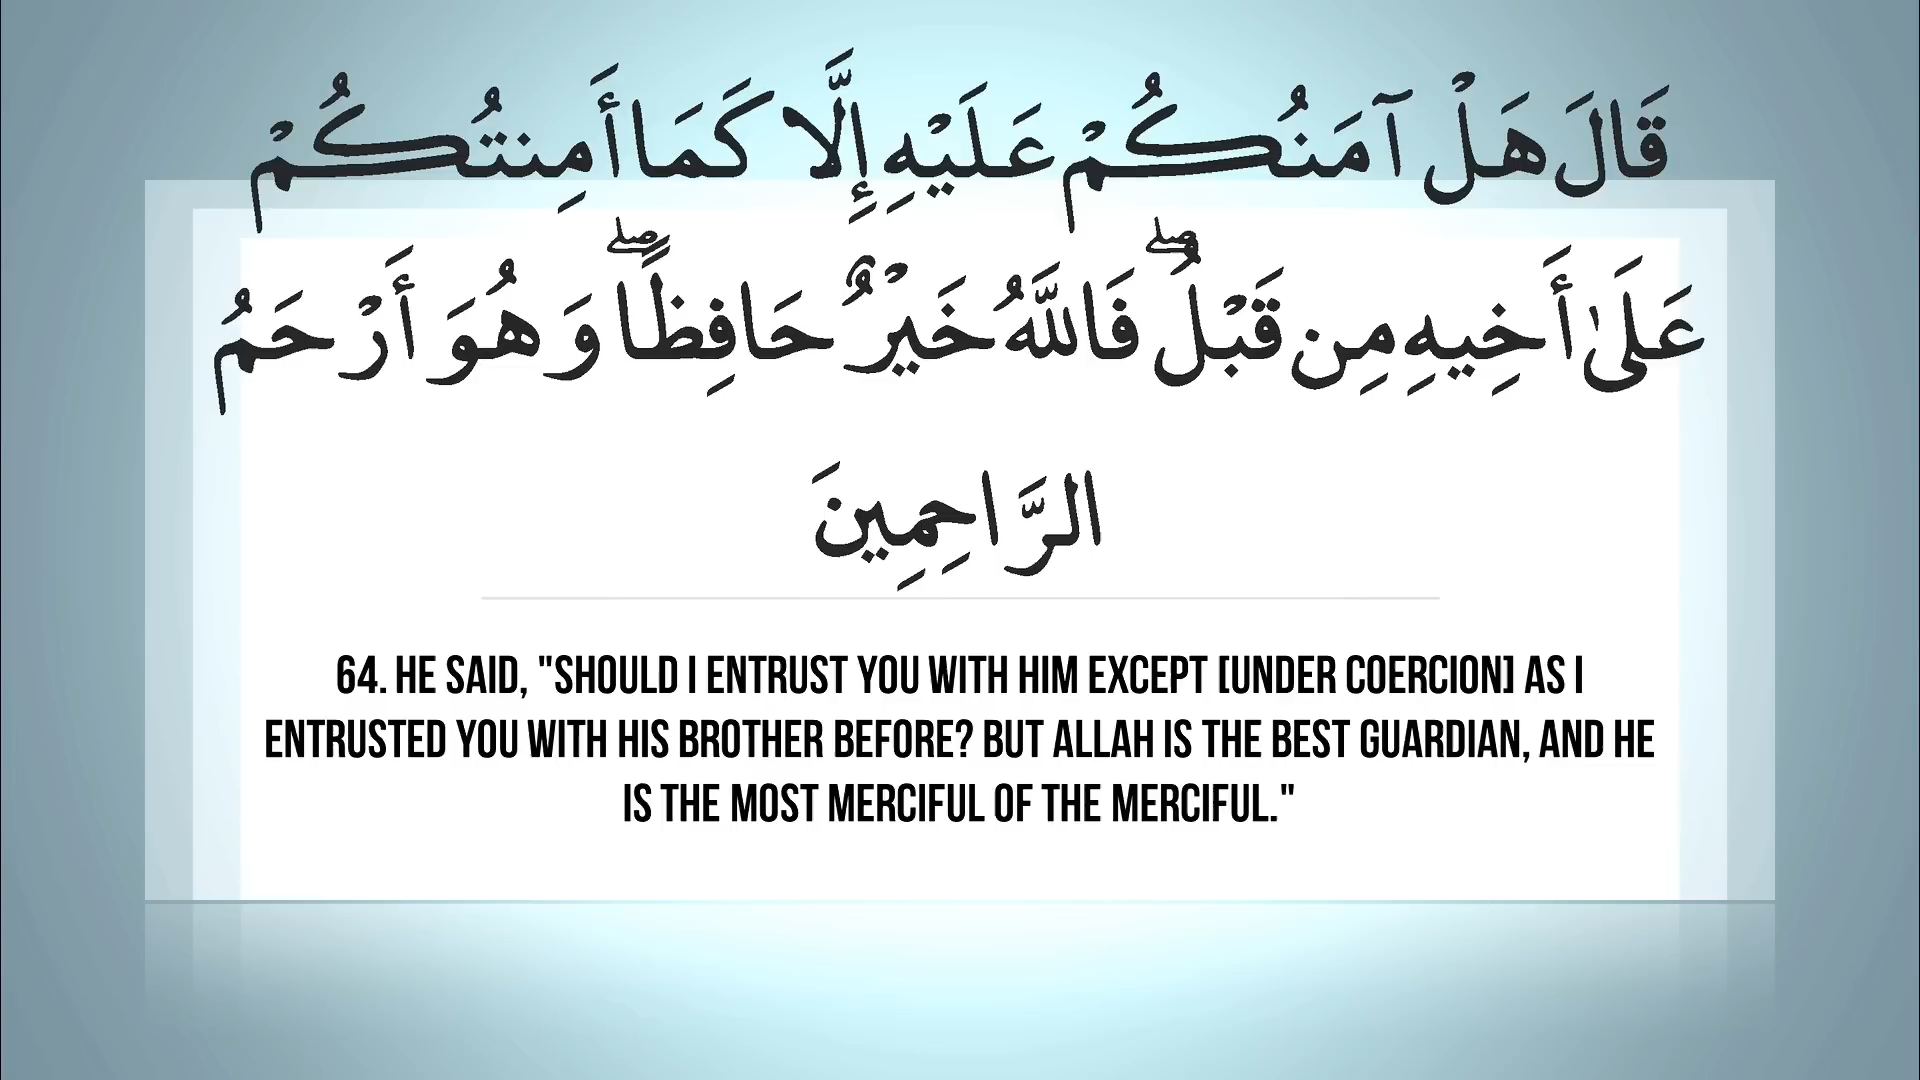 قَالَ هَلْ آمَنُكُمْ عَلَيْهِ إِلَّا كَمَا أَمِنتُكُمْ
عَلَىٰ أَخِيهِ مِن قَبْلُ ۖ فَاللَّهُ خَيْرٌ حَافِظًا ۖ وَهُوَ أَرْحَمُ
الرَّاحِمِينَ
64. HE SAID, "SHOULD I ENTRUST YOU WITH HIM EXCEPT [UNDER COERCION] AS I
ENTRUSTED YOU WITH HIS BROTHER BEFORE? BUT ALLAH IS THE BEST GUARDIAN, AND HE
IS THE MOST MERCIFUL OF THE MERCIFUL."